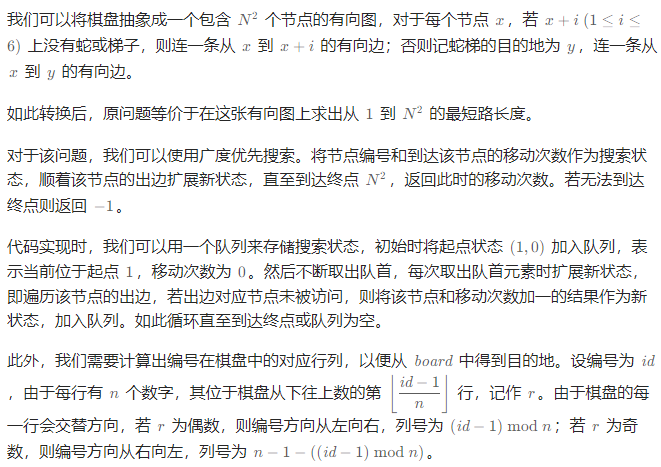 我们可以将棋盘抽象成一个包含 N² 个节点的有向图，对于每个节点 x，若 x + i (1 ≤ i ≤
6) 上没有蛇或梯子，则连一条从 x 到 x + i 的有向边；否则记蛇梯的目的地为 y，连一条从
x 到 y 的有向边。
如此转换后，原问题等价于在这张有向图上求出从 1 到 N² 的最短路长度。
对于该问题，我们可以使用广度优先搜索。将节点编号和到达该节点的移动次数作为搜索状
态，顺着该节点的出边扩展新状态，直至到达终点 N²，返回此时的移动次数。若无法到达
终点则返回 −1。
代码实现时，我们可以用一个队列来存储搜索状态，初始时将起点状态 (1, 0) 加入队列，表
示当前位于起点 1，移动次数为 0。然后不断取出队首，每次取出队首元素时扩展新状态，
即遍历该节点的出边，若出边对应节点未被访问，则将该节点和移动次数加一的结果作为新
状态，加入队列。如此循环直至到达终点或队列为空。
此外，我们需要计算出编号在棋盘中的对应行列，以便从 board 中得到目的地。设编号为 id
，由于每行有 n 个数字，其位于棋盘从下往上数的第 ⌊(id − 1)/n⌋ 行，记作 r。由于棋盘的每
一行会交替方向，若 r 为偶数，则编号方向从左向右，列号为 (id − 1) mod n；若 r 为奇
数，则编号方向从右向左，列号为 n − 1 − ((id − 1) mod n)。